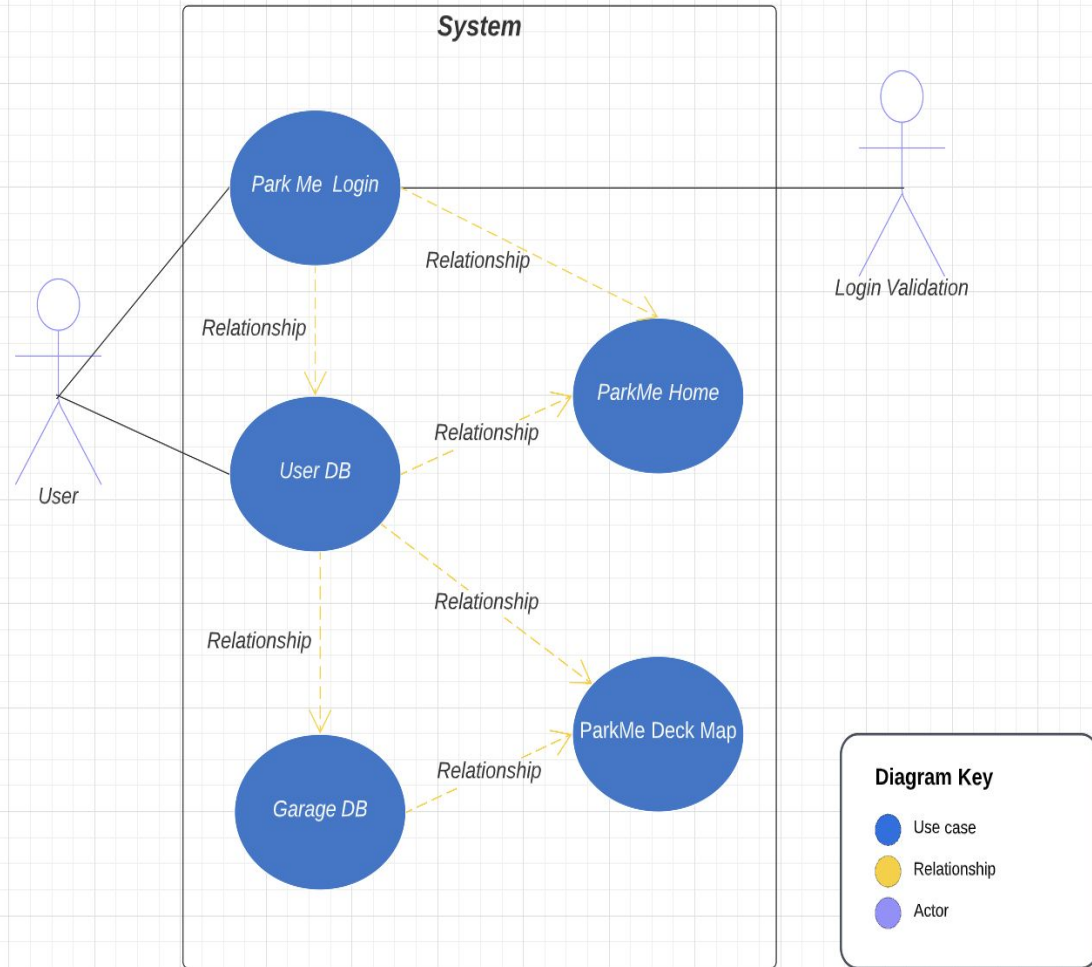 System
Park Me Login
Relationship
Login Validation
Relationship
ParkMe Home
Relationship
User DB
User
Relationship
Relationship
ParkMe Deck Map
Relationship
Garage DB
Diagram Key
Use case
Relationship
Actor